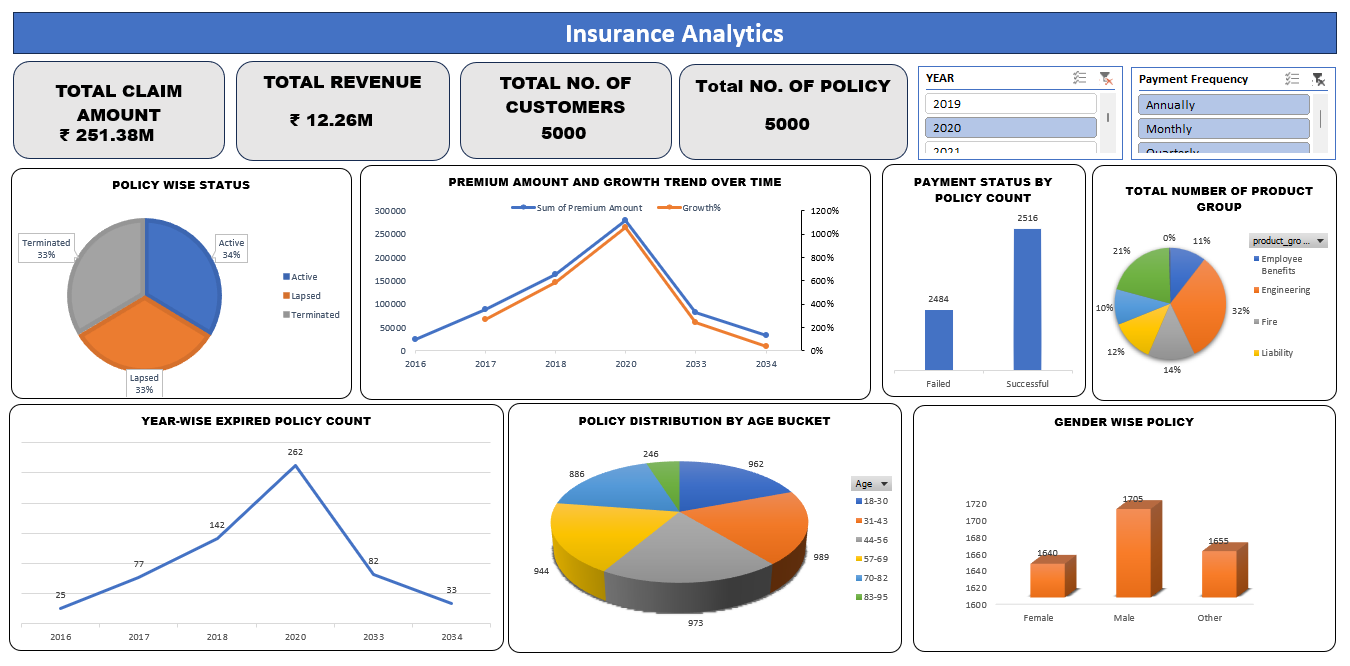 Insurance Analytics
TOTAL CLAIM
AMOUNT
₹ 251.38M
TOTAL REVENUE
₹ 12.26M
TOTAL NO. OF
CUSTOMERS
5000
Total NO. OF POLICY
5000
YEAR
2019
2020
2021
Payment Frequency
Annually
Monthly
Quarterly
POLICY WISE STATUS
Terminated
33%
Active
34%
Lapsed
33%
Active
Lapsed
Terminated
PREMIUM AMOUNT AND GROWTH TREND OVER TIME
Sum of Premium Amount
Growth%
300000
250000
200000
150000
100000
50000
0
1200%
1000%
800%
600%
400%
200%
0%
2016
2017
2018
2020
2033
2034
PAYMENT STATUS BY
POLICY COUNT
2484
2516
Failed
Successful
TOTAL NUMBER OF PRODUCT
GROUP
0%
11%
32%
14%
12%
10%
21%
product_gro ...
Employee
Benefits
Engineering
Fire
Liability
YEAR-WISE EXPIRED POLICY COUNT
25
77
142
262
82
33
2016
2017
2018
2020
2033
2034
POLICY DISTRIBUTION BY AGE BUCKET
246
962
886
989
944
973
Age
18-30
31-43
44-56
57-69
70-82
83-95
GENDER WISE POLICY
1720
1700
1680
1660
1640
1620
1600
1640
1705
1655
Female
Male
Other